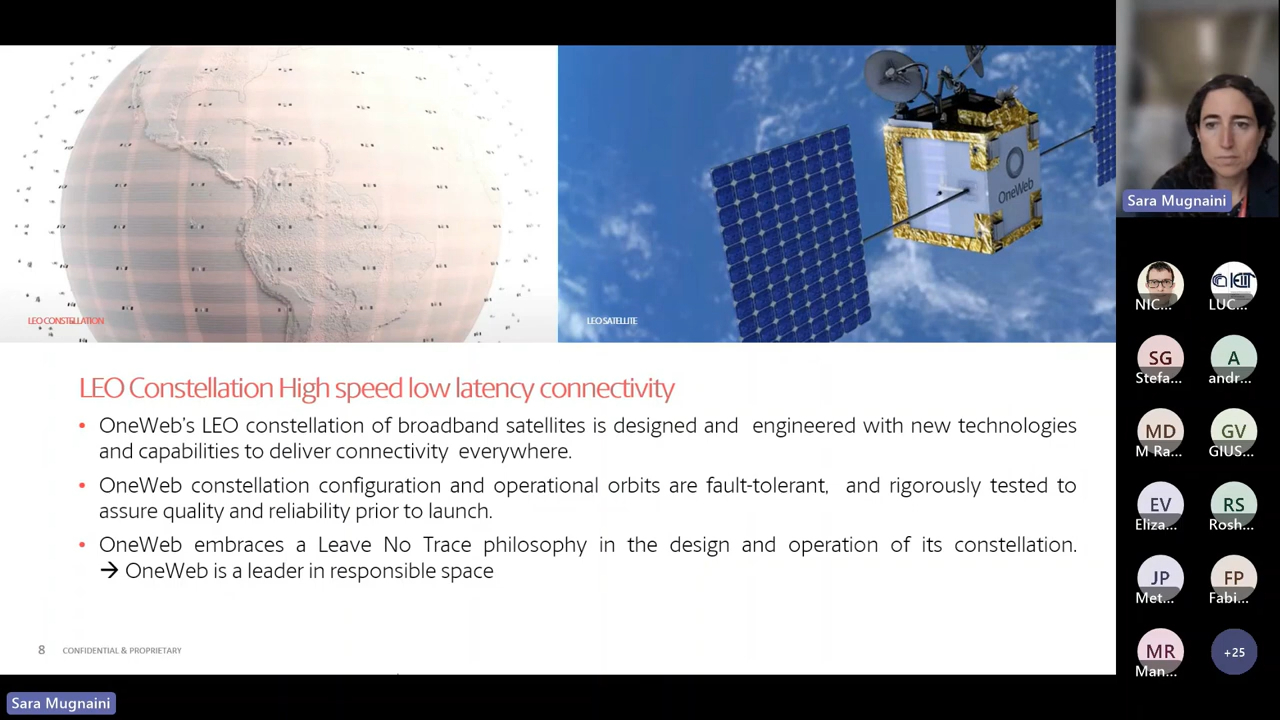 LEO CONSTELLATION
LEO SATELLITE
OneWeb
LEO Constellation High speed low latency connectivity
• OneWeb's LEO constellation of broadband satellites is designed and engineered with new technologies
and capabilities to deliver connectivity everywhere.
• OneWeb constellation configuration and operational orbits are fault-tolerant, and rigorously tested to
assure quality and reliability prior to launch.
• OneWeb embraces a Leave No Trace philosophy in the design and operation of its constellation.
→ OneWeb is a leader in responsible space
8 CONFIDENTIAL & PROPRIETARY
Sara Mugnaini
Sara Mugnaini
NIC...
LUC...
SG
Stefa...
A
andr...
MD
M Ra...
GV
GIUS...
EV
Eliza...
RS
Rosh...
JP
Met...
FP
Fabi...
MR
Man...
+25